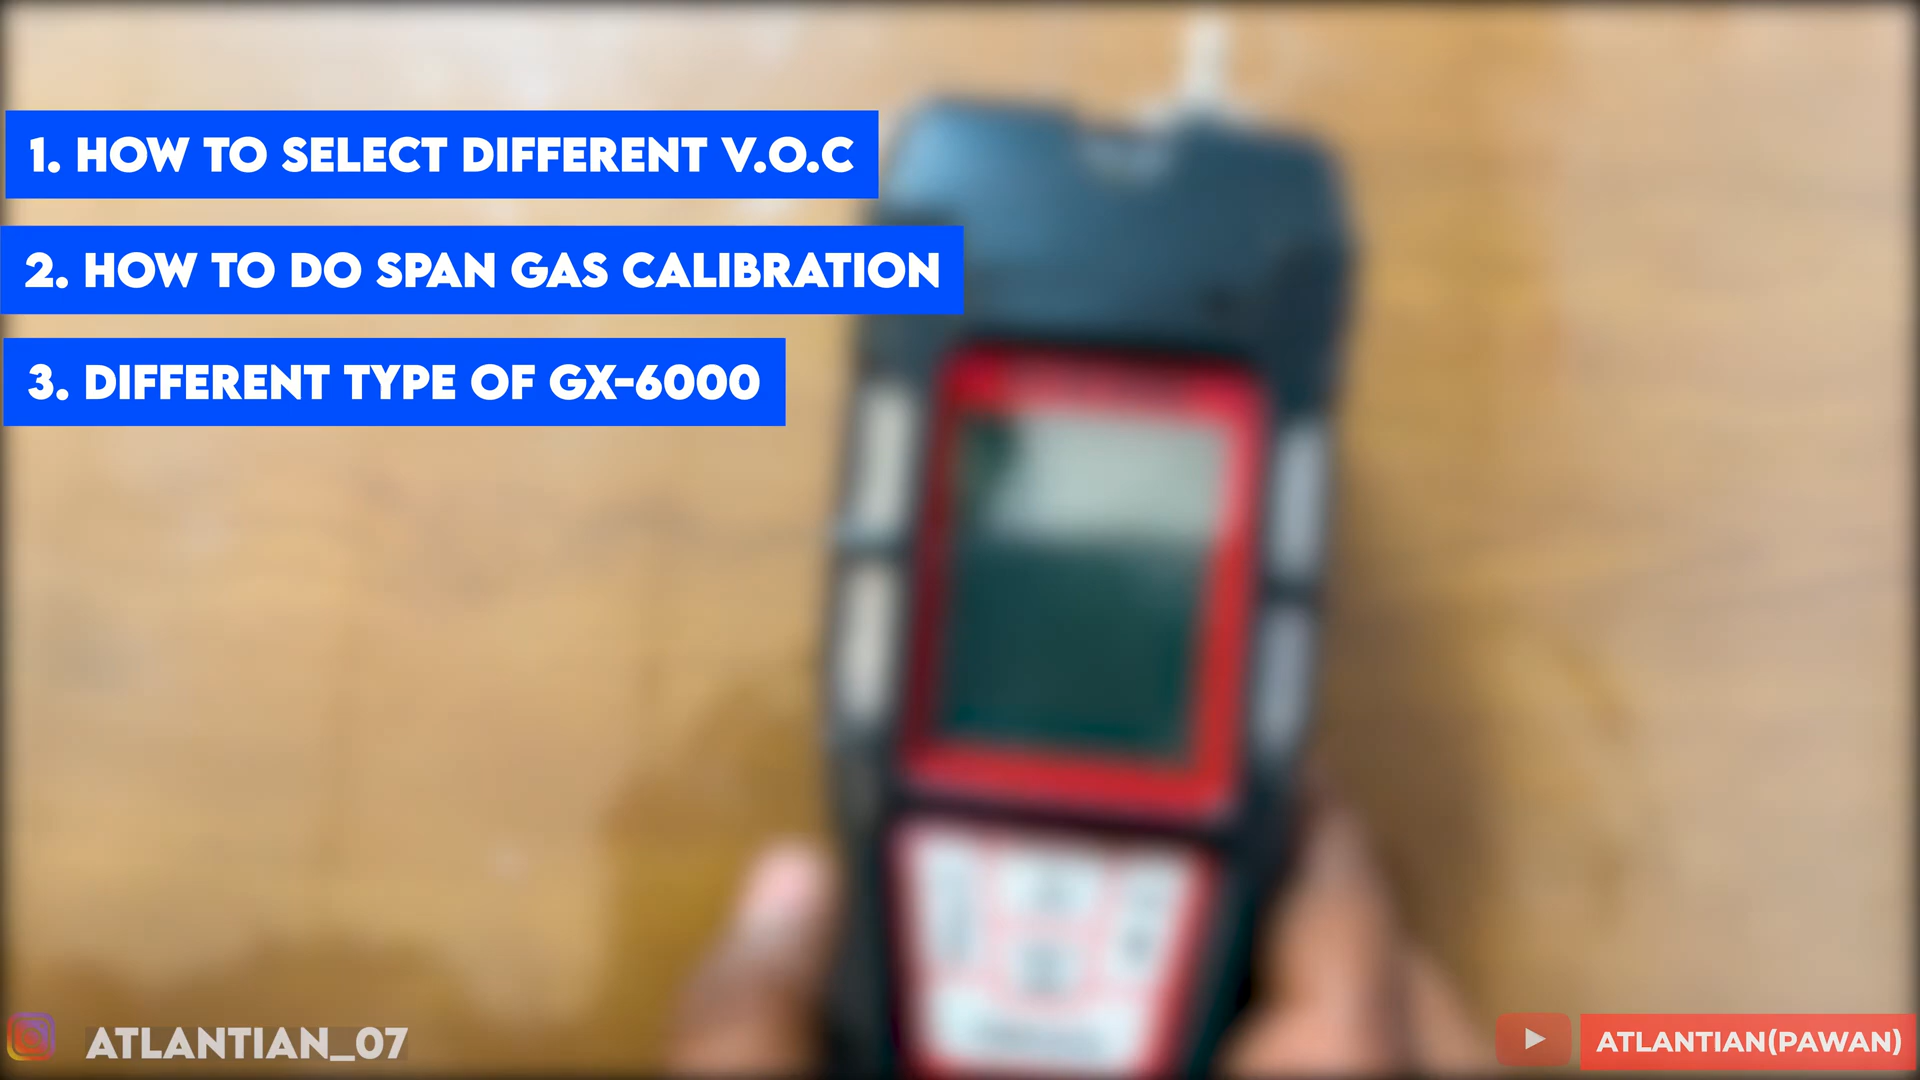 1. HOW TO SELECT DIFFERENT V.O.C
2. HOW TO DO SPAN GAS CALIBRATION
3. DIFFERENT TYPE OF GX-6000
ATLANTIAN_07
ATLANTIAN(PAWAN)